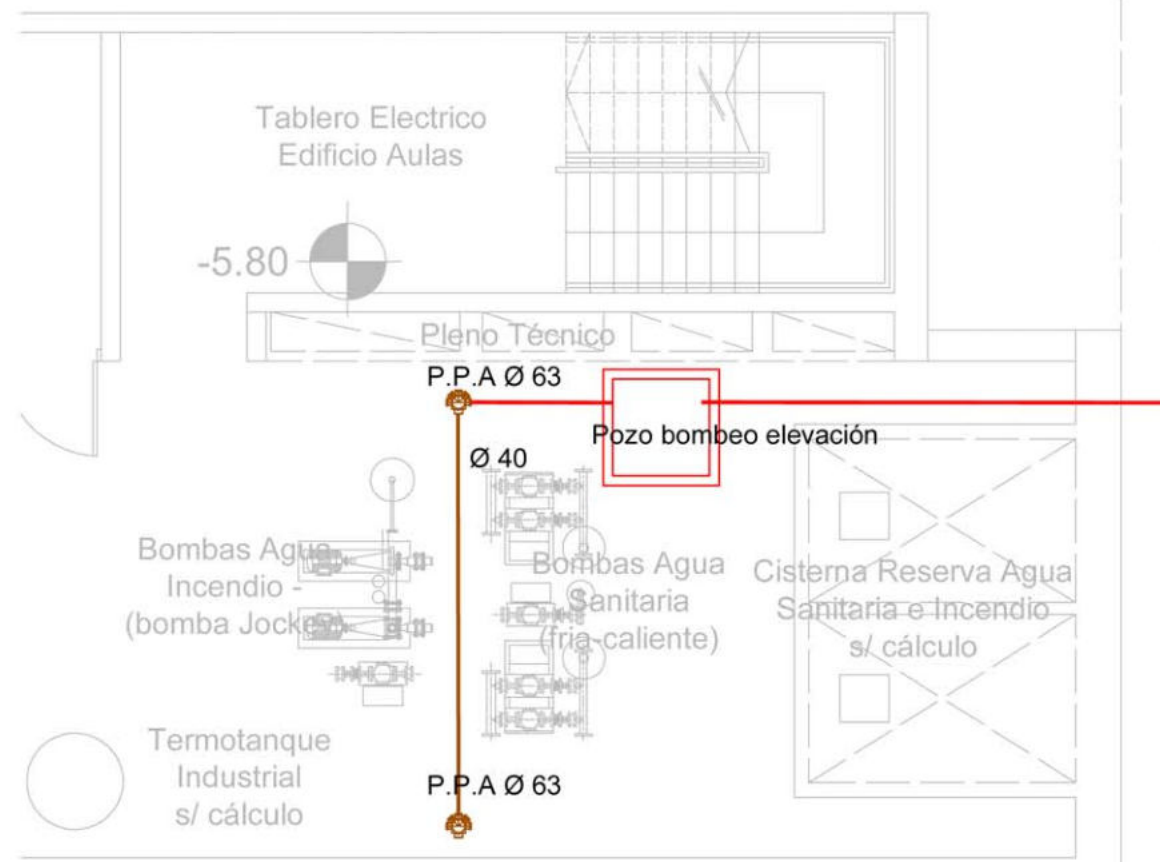 Tablero Electrico
Edificio Aulas
-5.80
Pleno Técnico
P.P.A Ø 63
Pozo bombeo elevación
Ø 40
Bombas Agua
Incendio -
(bomba Jockey)
Bombas Agua
Sanitaria
(fria-caliente)
Cisterna Reserva Agua
Sanitaria e Incendio
s/ cálculo
Termotanque
Industrial
s/ cálculo
P.P.A Ø 63